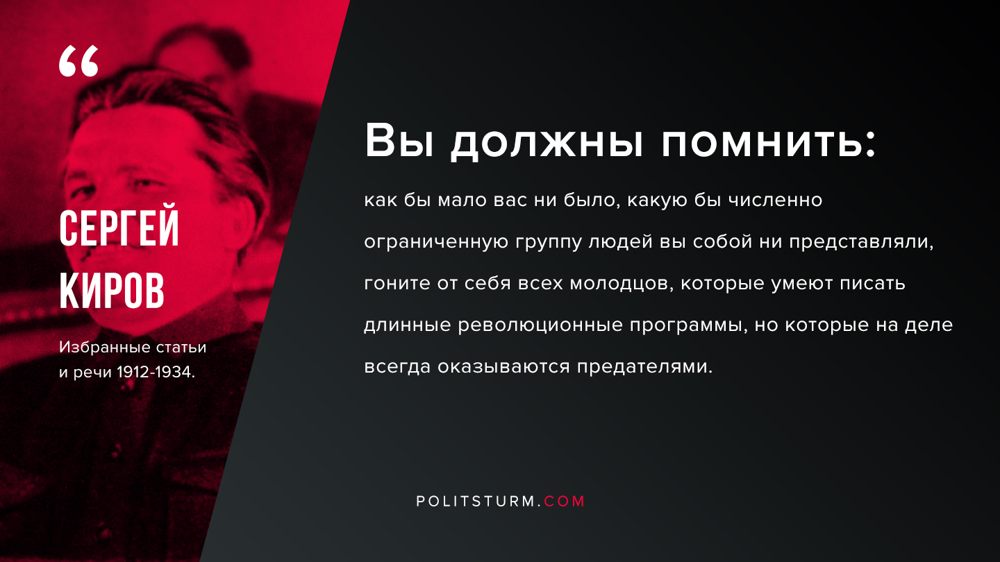 “
СЕРГЕЙ
КИРОВ
Избранные статьи
и речи 1912-1934.
Вы должны помнить:
как бы мало вас ни было, какую бы численно
ограниченную группу людей вы собой ни представляли,
гоните от себя всех молодцов, которые умеют писать
длинные революционные программы, но которые на деле
всегда оказываются предателями.
POLITSTURM.COM